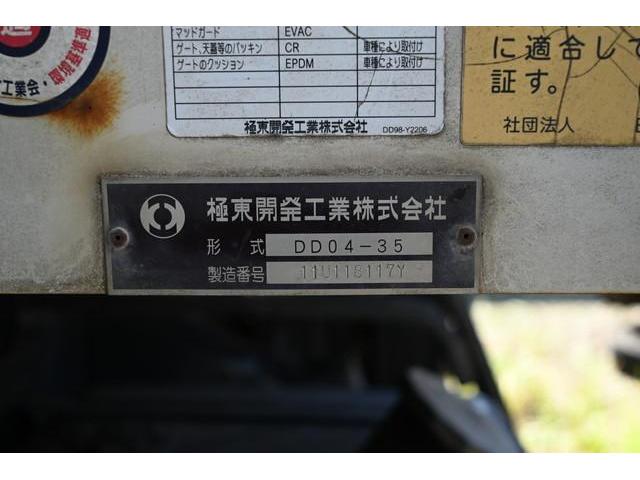 マッドガード EVAC
ゲート、天蓋等のパッキン CR 車種により取付け
ゲートのクッション EPDM 車種により取付け
極東開発工業株式会社 DD98-Y2206
に適合して
証す。
社団法人
工業会・
極東開発工業株式会社
形式 DD04-35
製造番号 11U118117Y